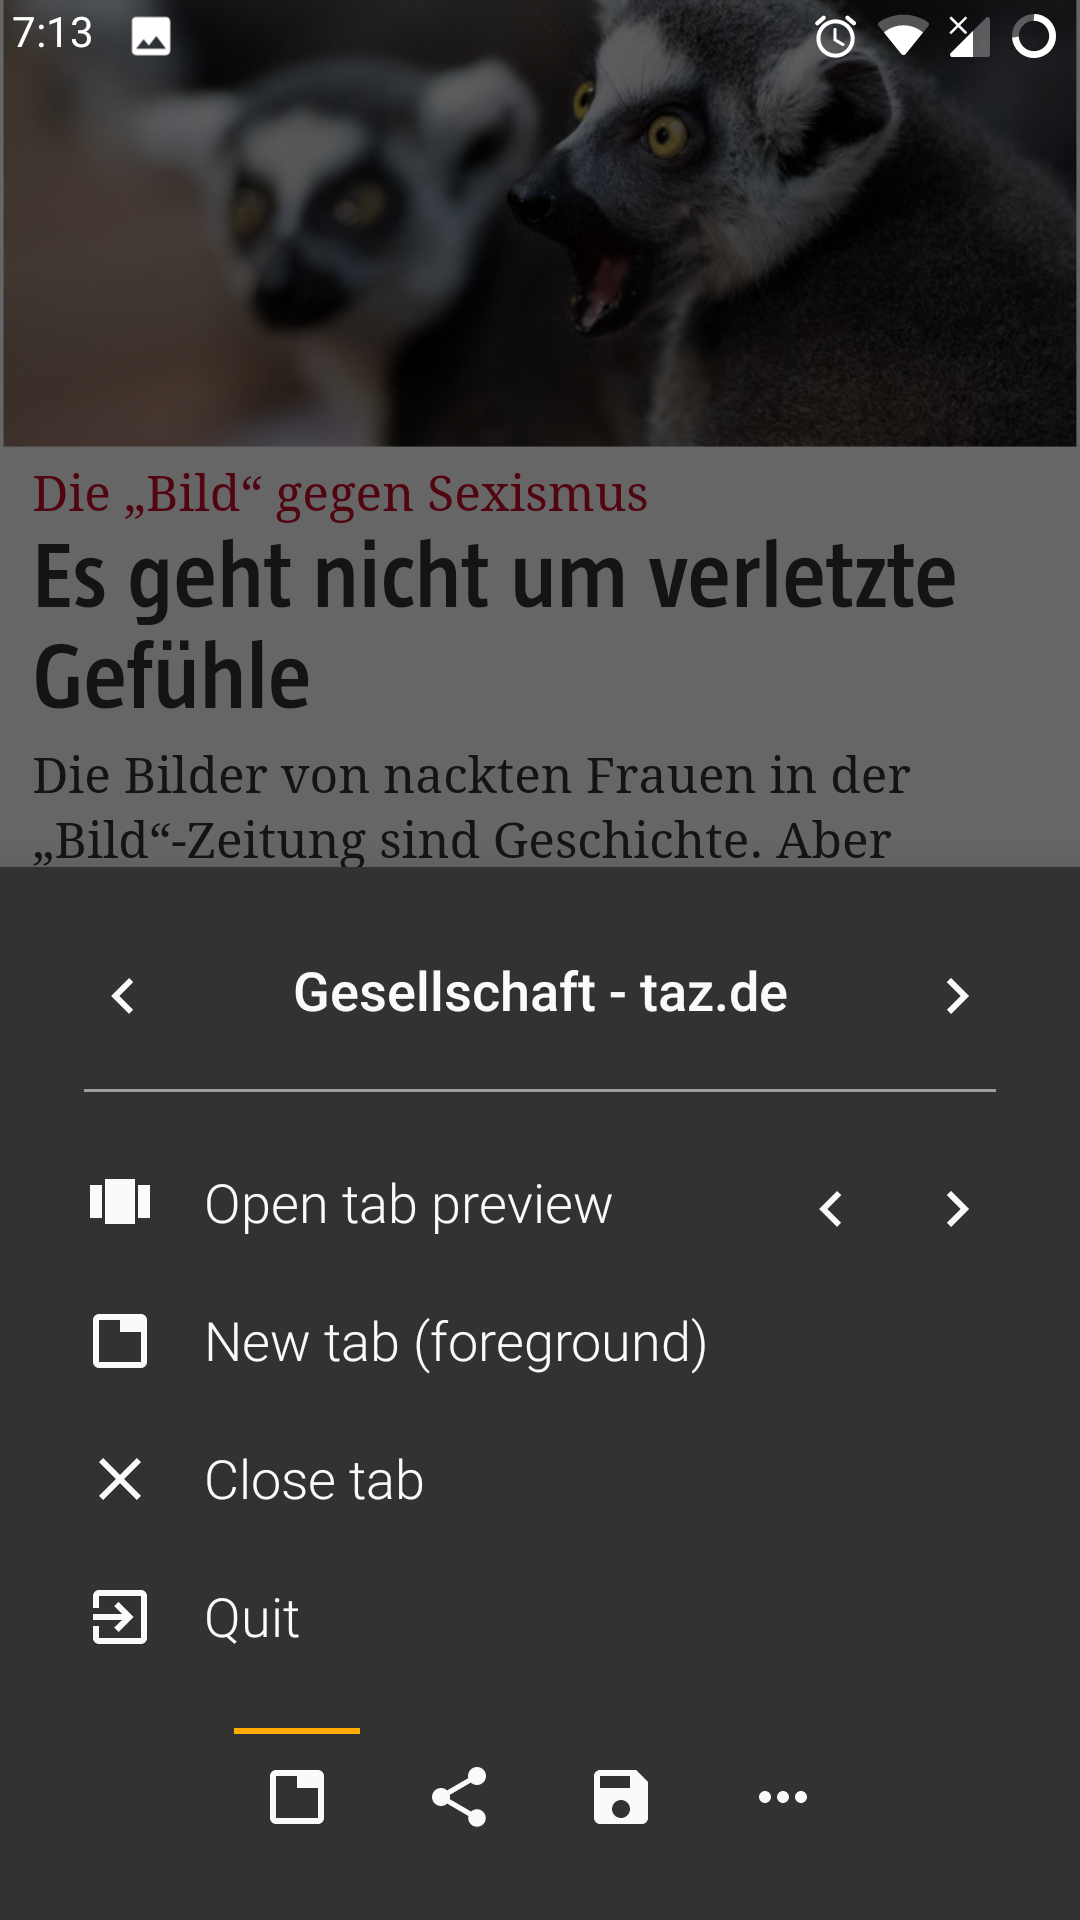 7:13
Die „Bild“ gegen Sexismus
Es geht nicht um verletzte
Gefühle
Die Bilder von nackten Frauen in der
„Bild“-Zeitung sind Geschichte. Aber
Gesellschaft - taz.de
Open tab preview
New tab (foreground)
Close tab
Quit